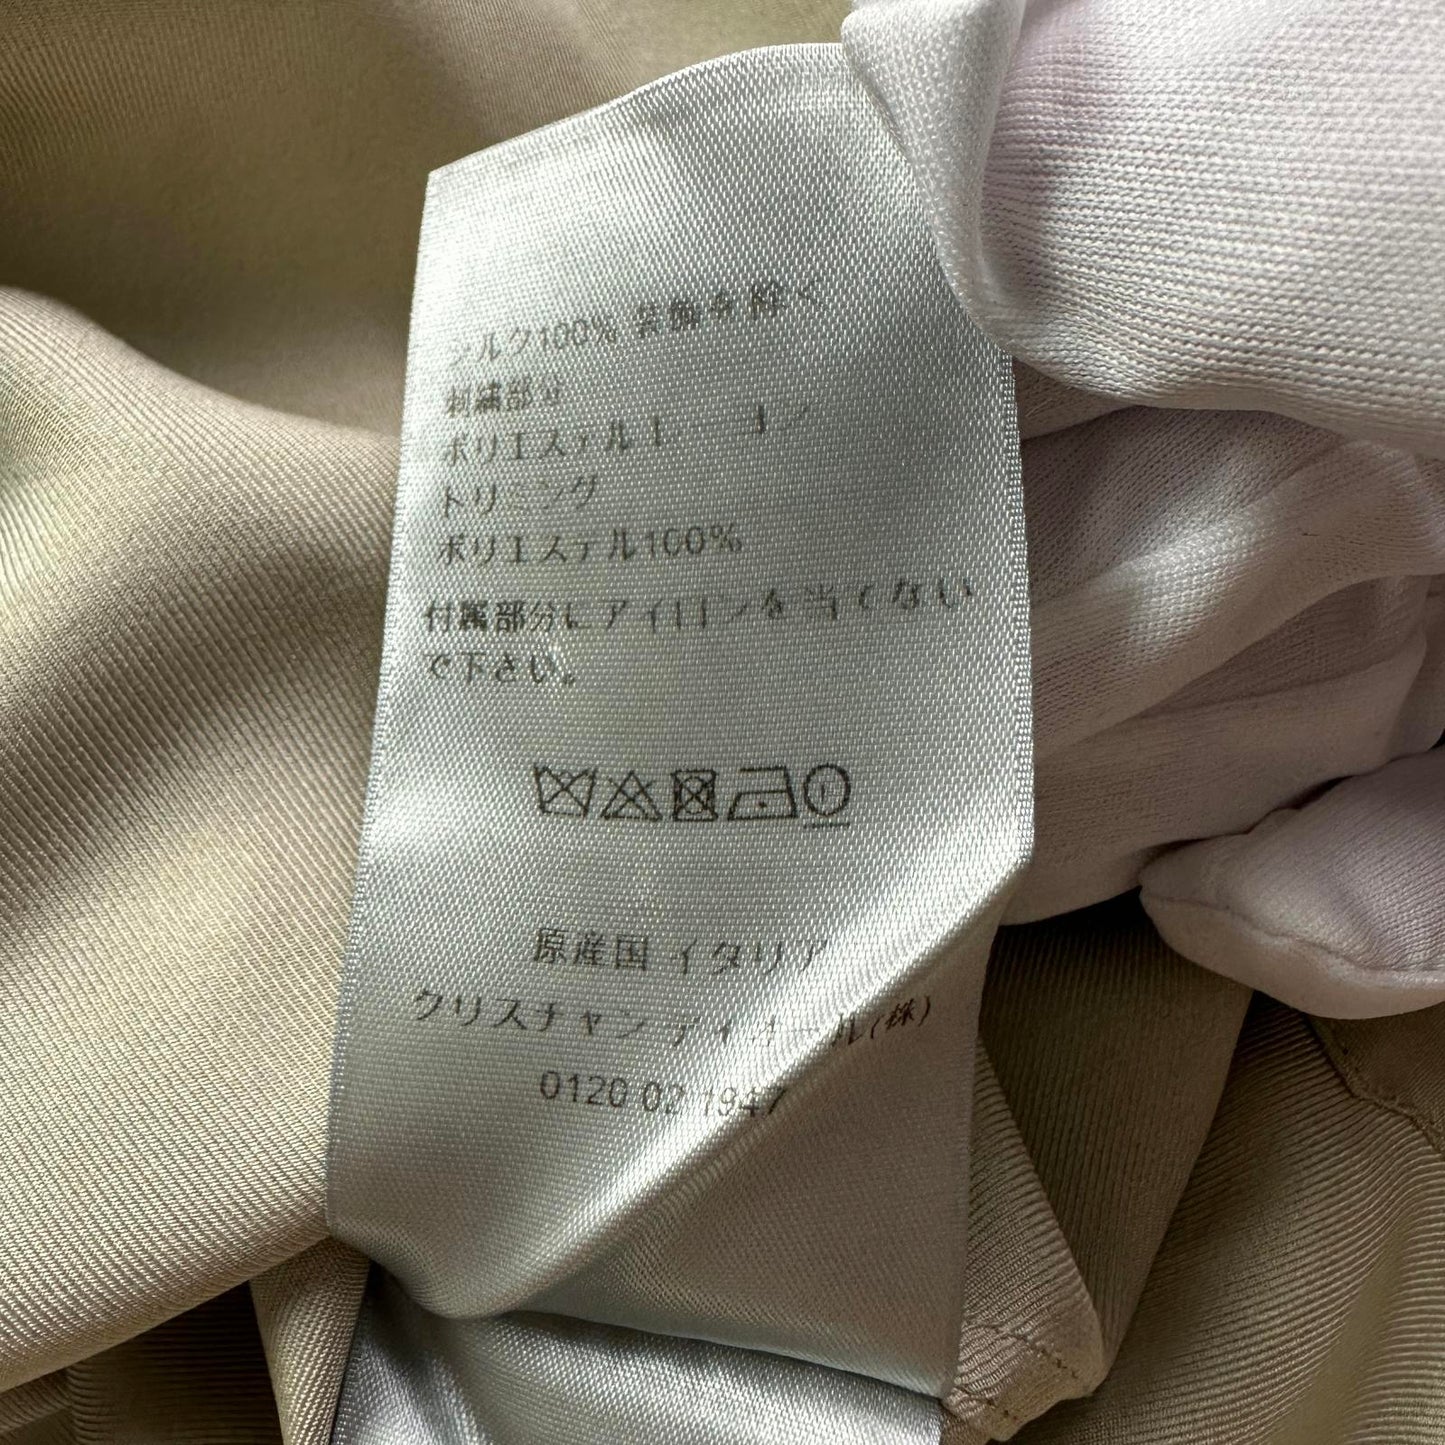 シルク100% 装飾を除く
刺繍部分
ポリエステル
トリミング
ポリエステル100%
付属部分にアイロンを当てない
で下さい。
原産国 イタリア
クリスチャン ディオール(株)
0120 02 1947